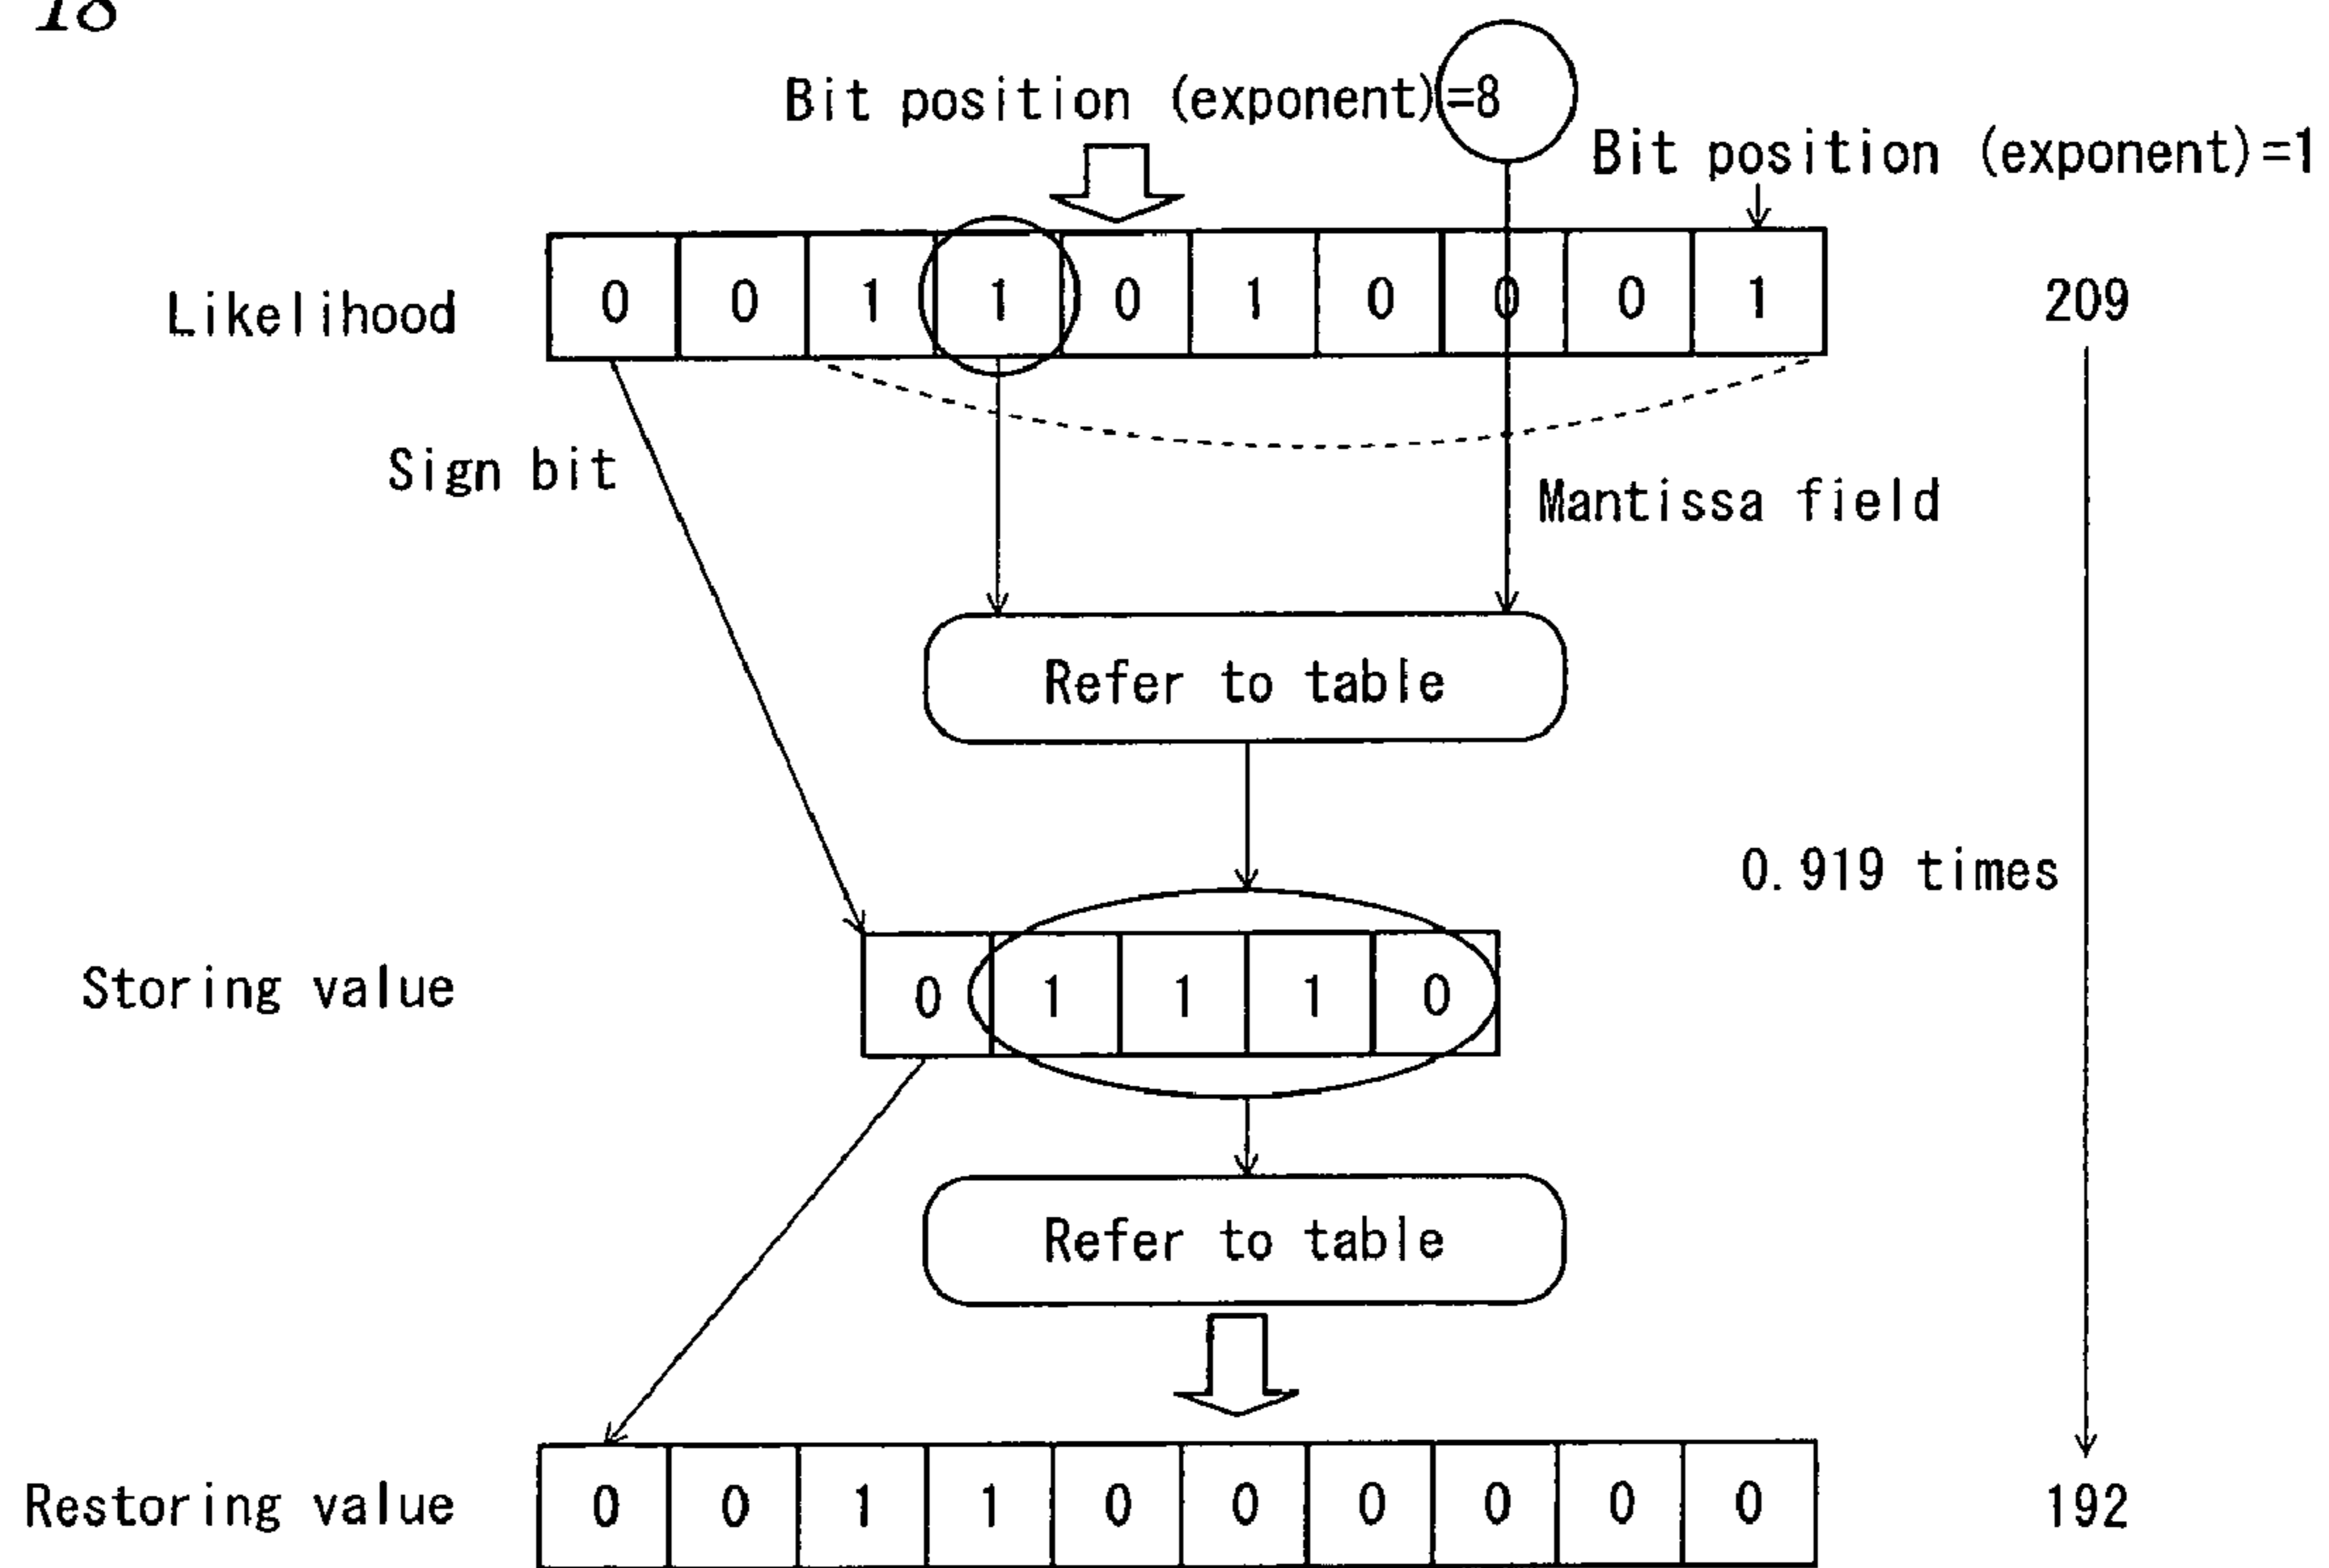 18
Bit position (exponent)=8
Bit position (exponent)=1
Likelihood 0 0 1 1 0 1 0 0 0 1 209
Sign bit
Mantissa field
Refer to table
0.919 times
Storing value 0 1 1 1 0
Refer to table
Restoring value 0 0 1 1 0 0 0 0 0 0 192